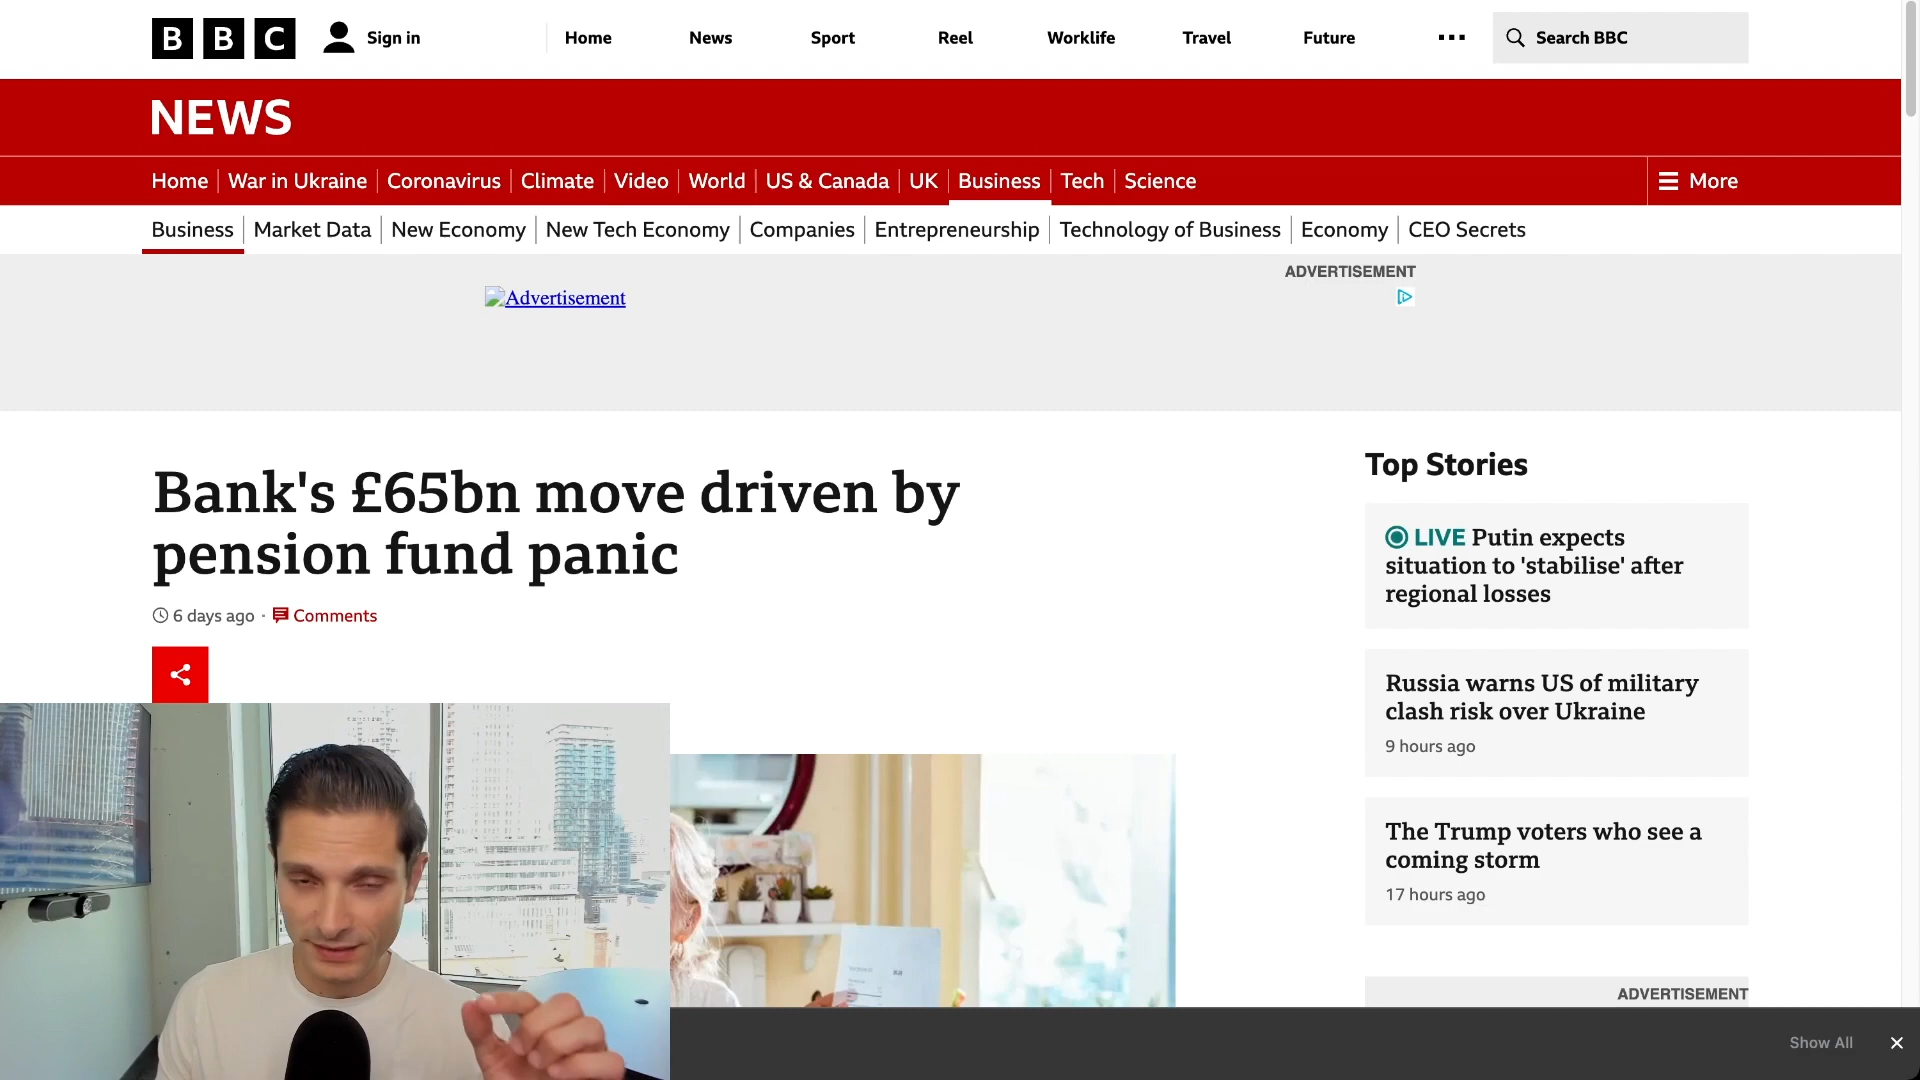 BBC
Sign in
Home
News
Sport
Reel
Worklife
Travel
Future
Search BBC
NEWS
Home
War in Ukraine
Coronavirus
Climate
Video
World
US & Canada
UK
Business
Tech
Science
More
Business
Market Data
New Economy
New Tech Economy
Companies
Entrepreneurship
Technology of Business
Economy
CEO Secrets
ADVERTISEMENT
Advertisement
Bank's £65bn move driven by
pension fund panic
6 days ago · Comments
Top Stories
LIVE Putin expects
situation to 'stabilise' after
regional losses
Russia warns US of military
clash risk over Ukraine
9 hours ago
The Trump voters who see a
coming storm
17 hours ago
ADVERTISEMENT
Show All